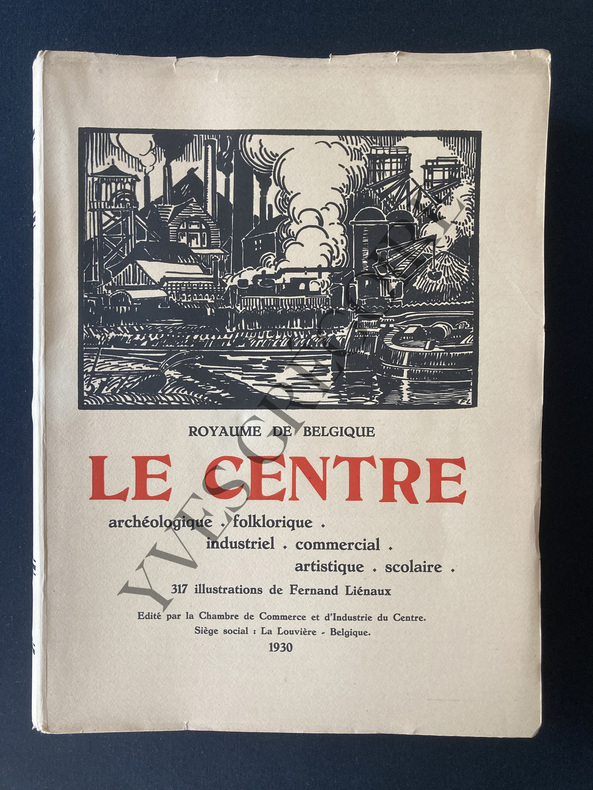 ROYAUME DE BELGIQUE
LE CENTRE
archéologique . folklorique .
industriel . commercial .
artistique . scolaire .
317 illustrations de Fernand Liénaux
Edité par la Chambre de Commerce et d'Industrie du Centre.
Siège social : La Louvière - Belgique.
1930